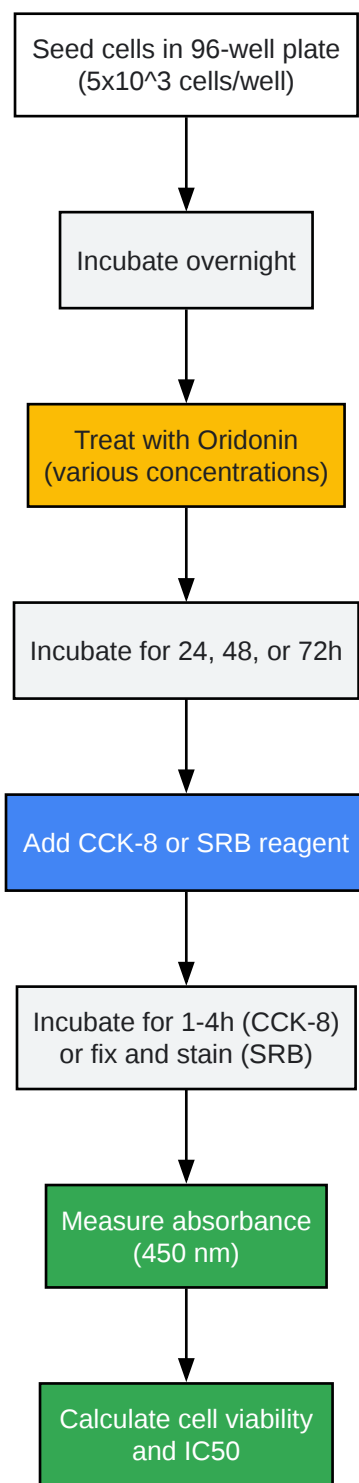 Seed cells in 96-well plate
(5x10^3 cells/well)
Incubate overnight
Treat with Oridonin
(various concentrations)
Incubate for 24, 48, or 72h
Add CCK-8 or SRB reagent
Incubate for 1-4h (CCK-8)
or fix and stain (SRB)
Measure absorbance
(450 nm)
Calculate cell viability
and IC50